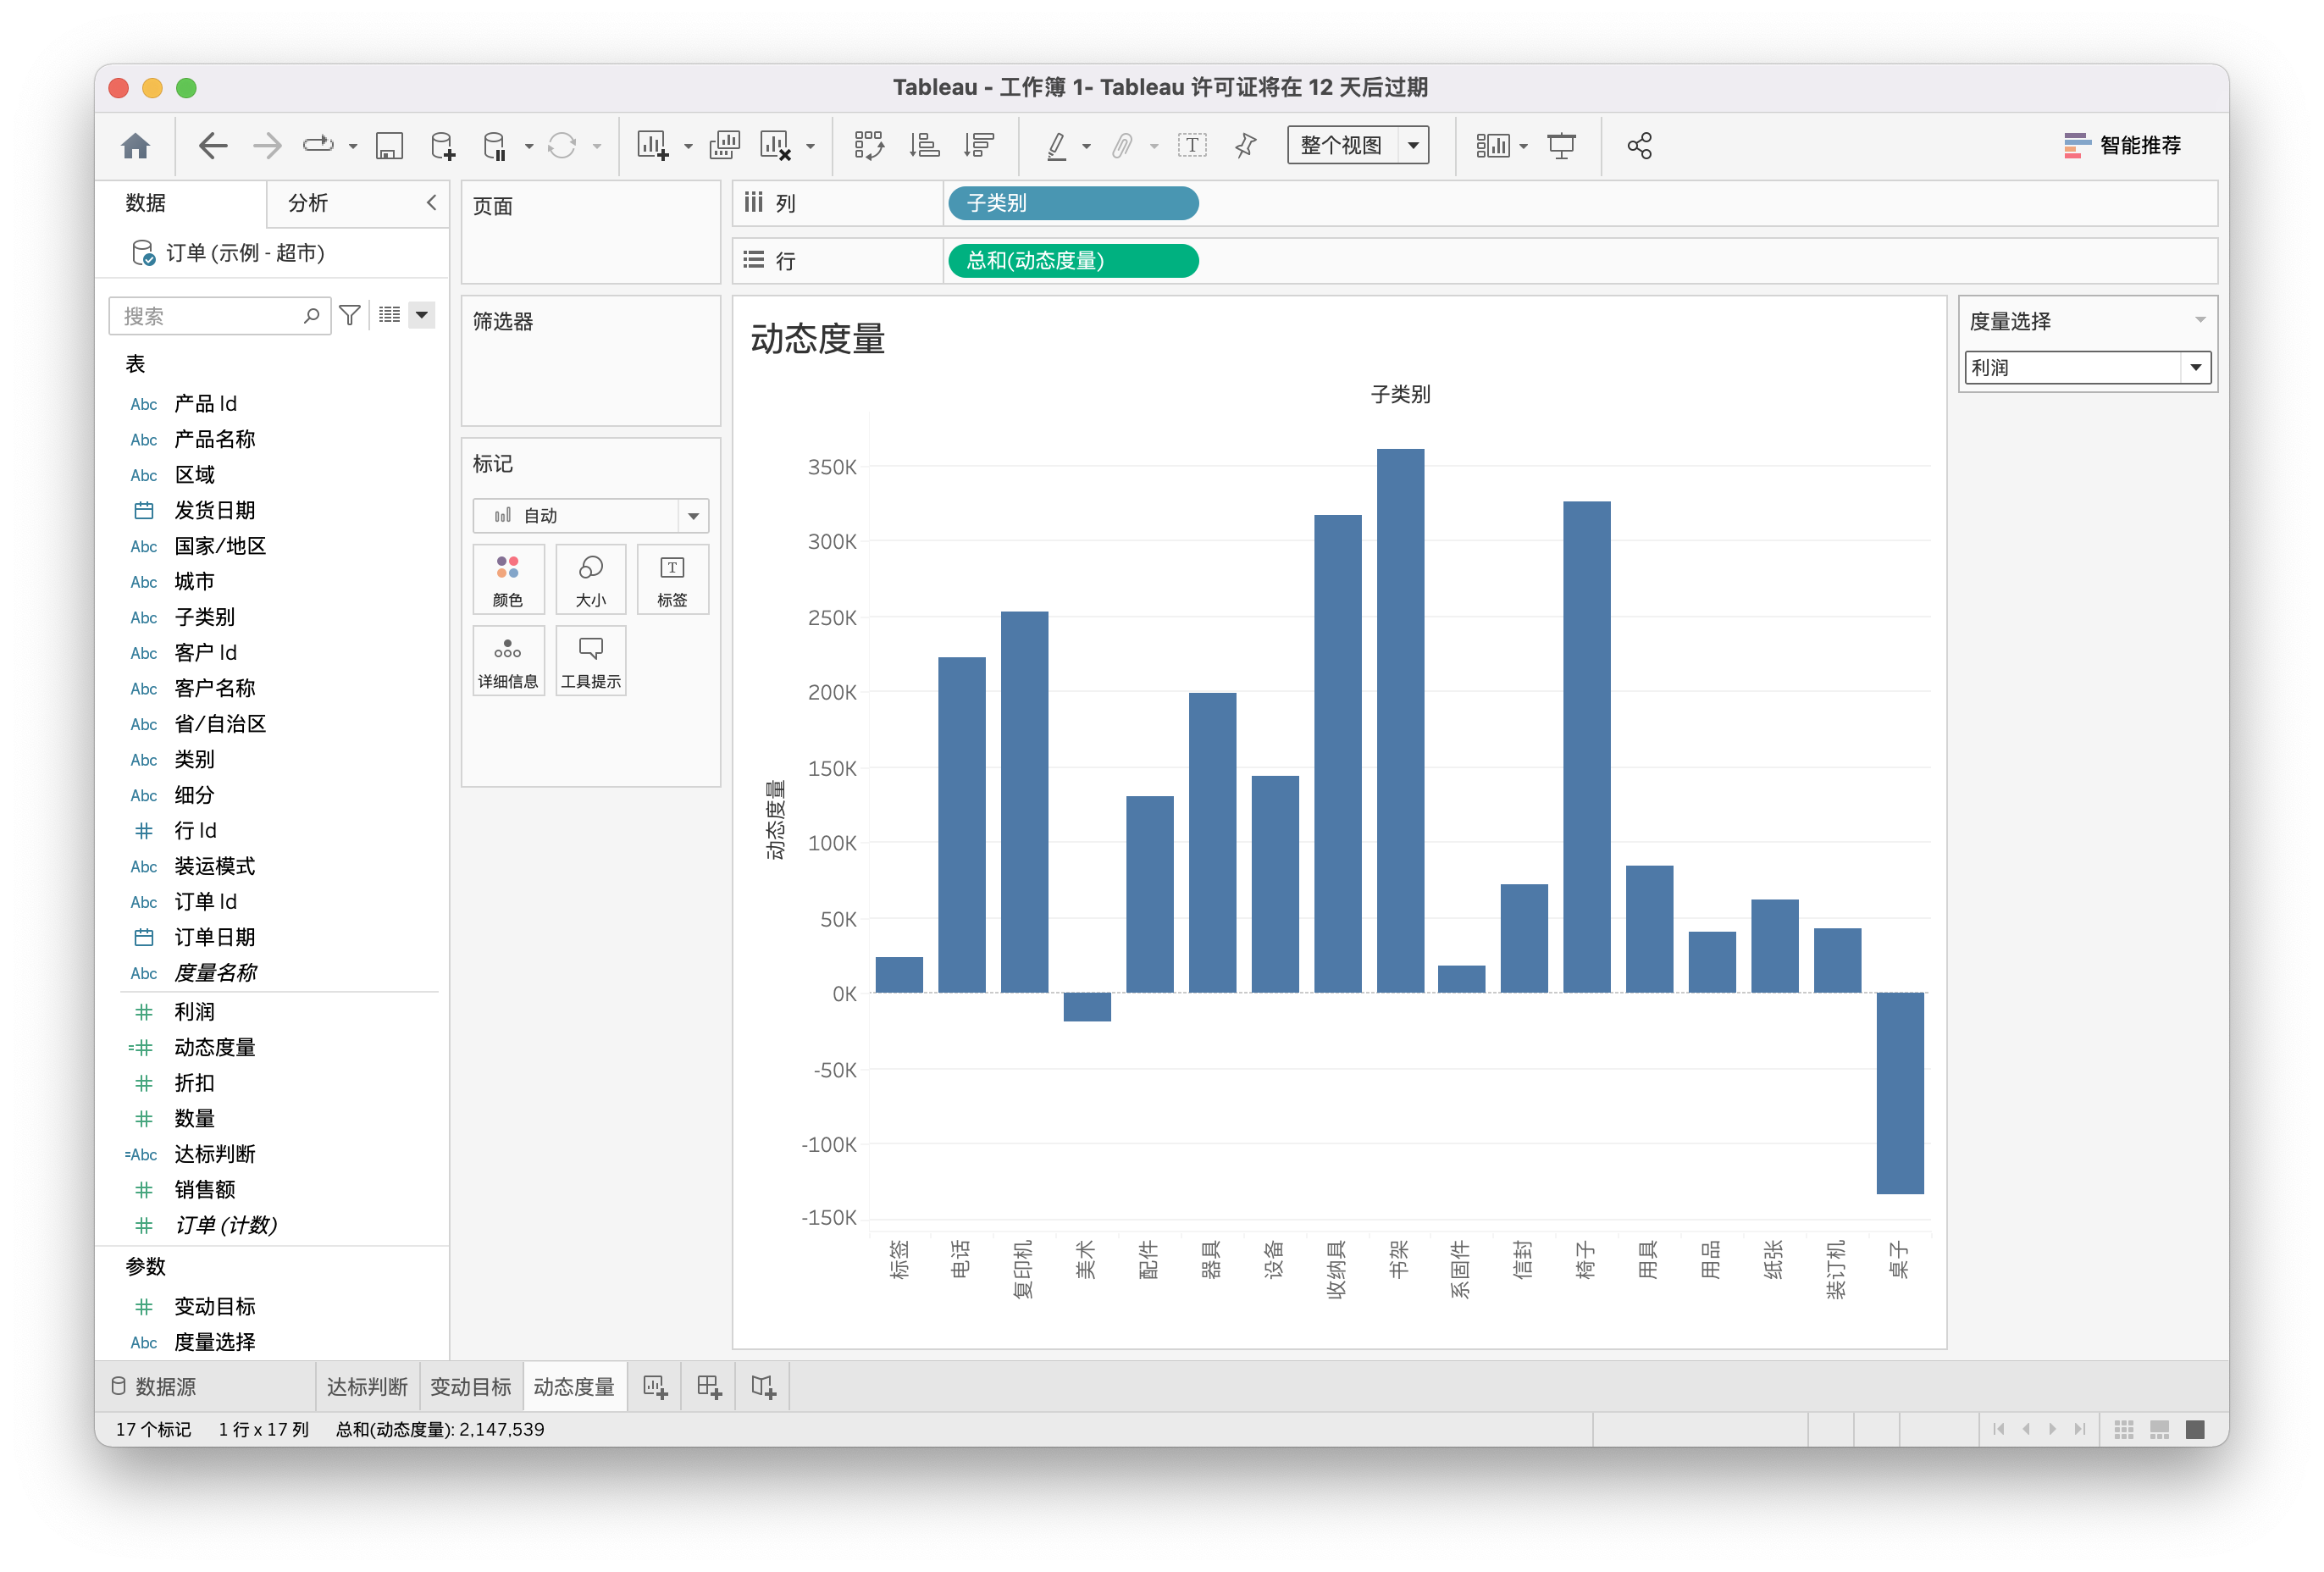 Tableau - 工作簿 1- Tableau 许可证将在 12 天后过期
整个视图
智能推荐
数据
分析
订单 (示例 - 超市)
搜索
表
Abc 产品 Id
Abc 产品名称
Abc 区域
发货日期
Abc 国家/地区
Abc 城市
Abc 子类别
Abc 客户 Id
Abc 客户名称
Abc 省/自治区
Abc 类别
Abc 细分
# 行 Id
Abc 装运模式
Abc 订单 Id
订单日期
Abc 度量名称
# 利润
=# 动态度量
# 折扣
# 数量
=Abc 达标判断
# 销售额
# 订单 (计数)
参数
# 变动目标
Abc 度量选择
页面
筛选器
标记
自动
颜色
大小
T
标签
详细信息
工具提示
列
子类别
行
总和(动态度量)
动态度量
子类别
动态度量
350K
300K
250K
200K
150K
100K
50K
0K
-50K
-100K
-150K
标签
电话
复印机
美术
配件
器具
设备
收纳具
书架
系固件
信封
椅子
用具
用品
纸张
装订机
桌子
度量选择
利润
数据源
达标判断
变动目标
动态度量
17 个标记
1 行 x 17 列
总和(动态度量): 2,147,539